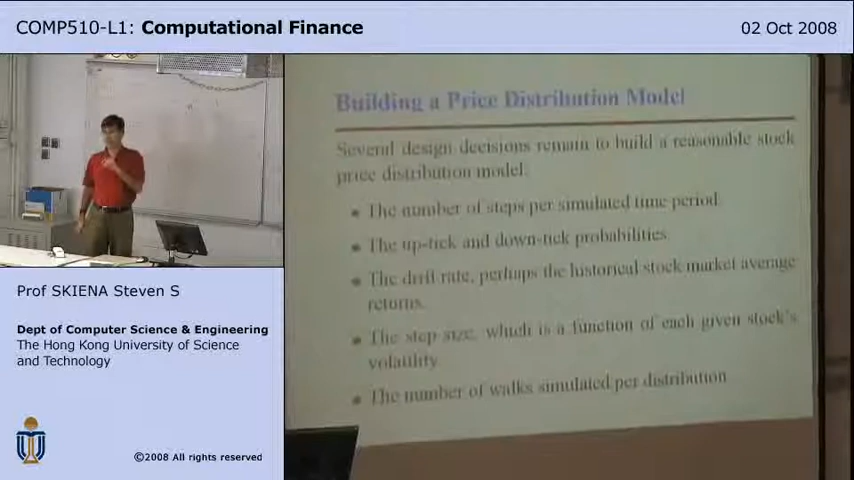 COMP510-L1: Computational Finance
02 Oct 2008
Building a Price Distribution Model
Several design decisions remain to build a reasonable stock
price distribution model.
The number of steps per simulated time period
The up-tick and down-tick probabilities
The drift rate, perhaps the historical stock market average
returns.
The step size, which is a function of each given stock's
volatility.
The number of walks simulated per distribution
Prof SKIENA Steven S
Dept of Computer Science & Engineering
The Hong Kong University of Science
and Technology
©2008 All rights reserved